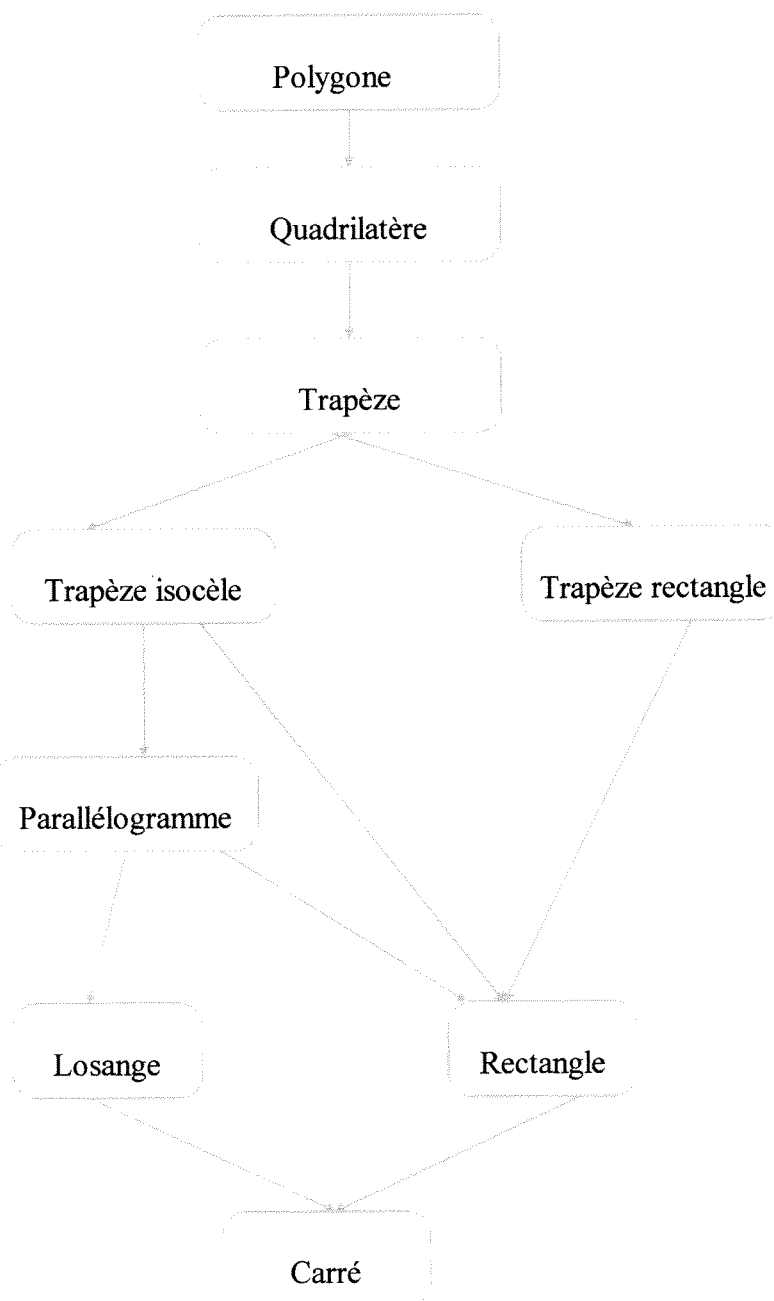 Polygone
Quadrilatère
Trapèze
Trapèze isocèle
Trapèze rectangle
Parallélogramme
Losange
Rectangle
Carré